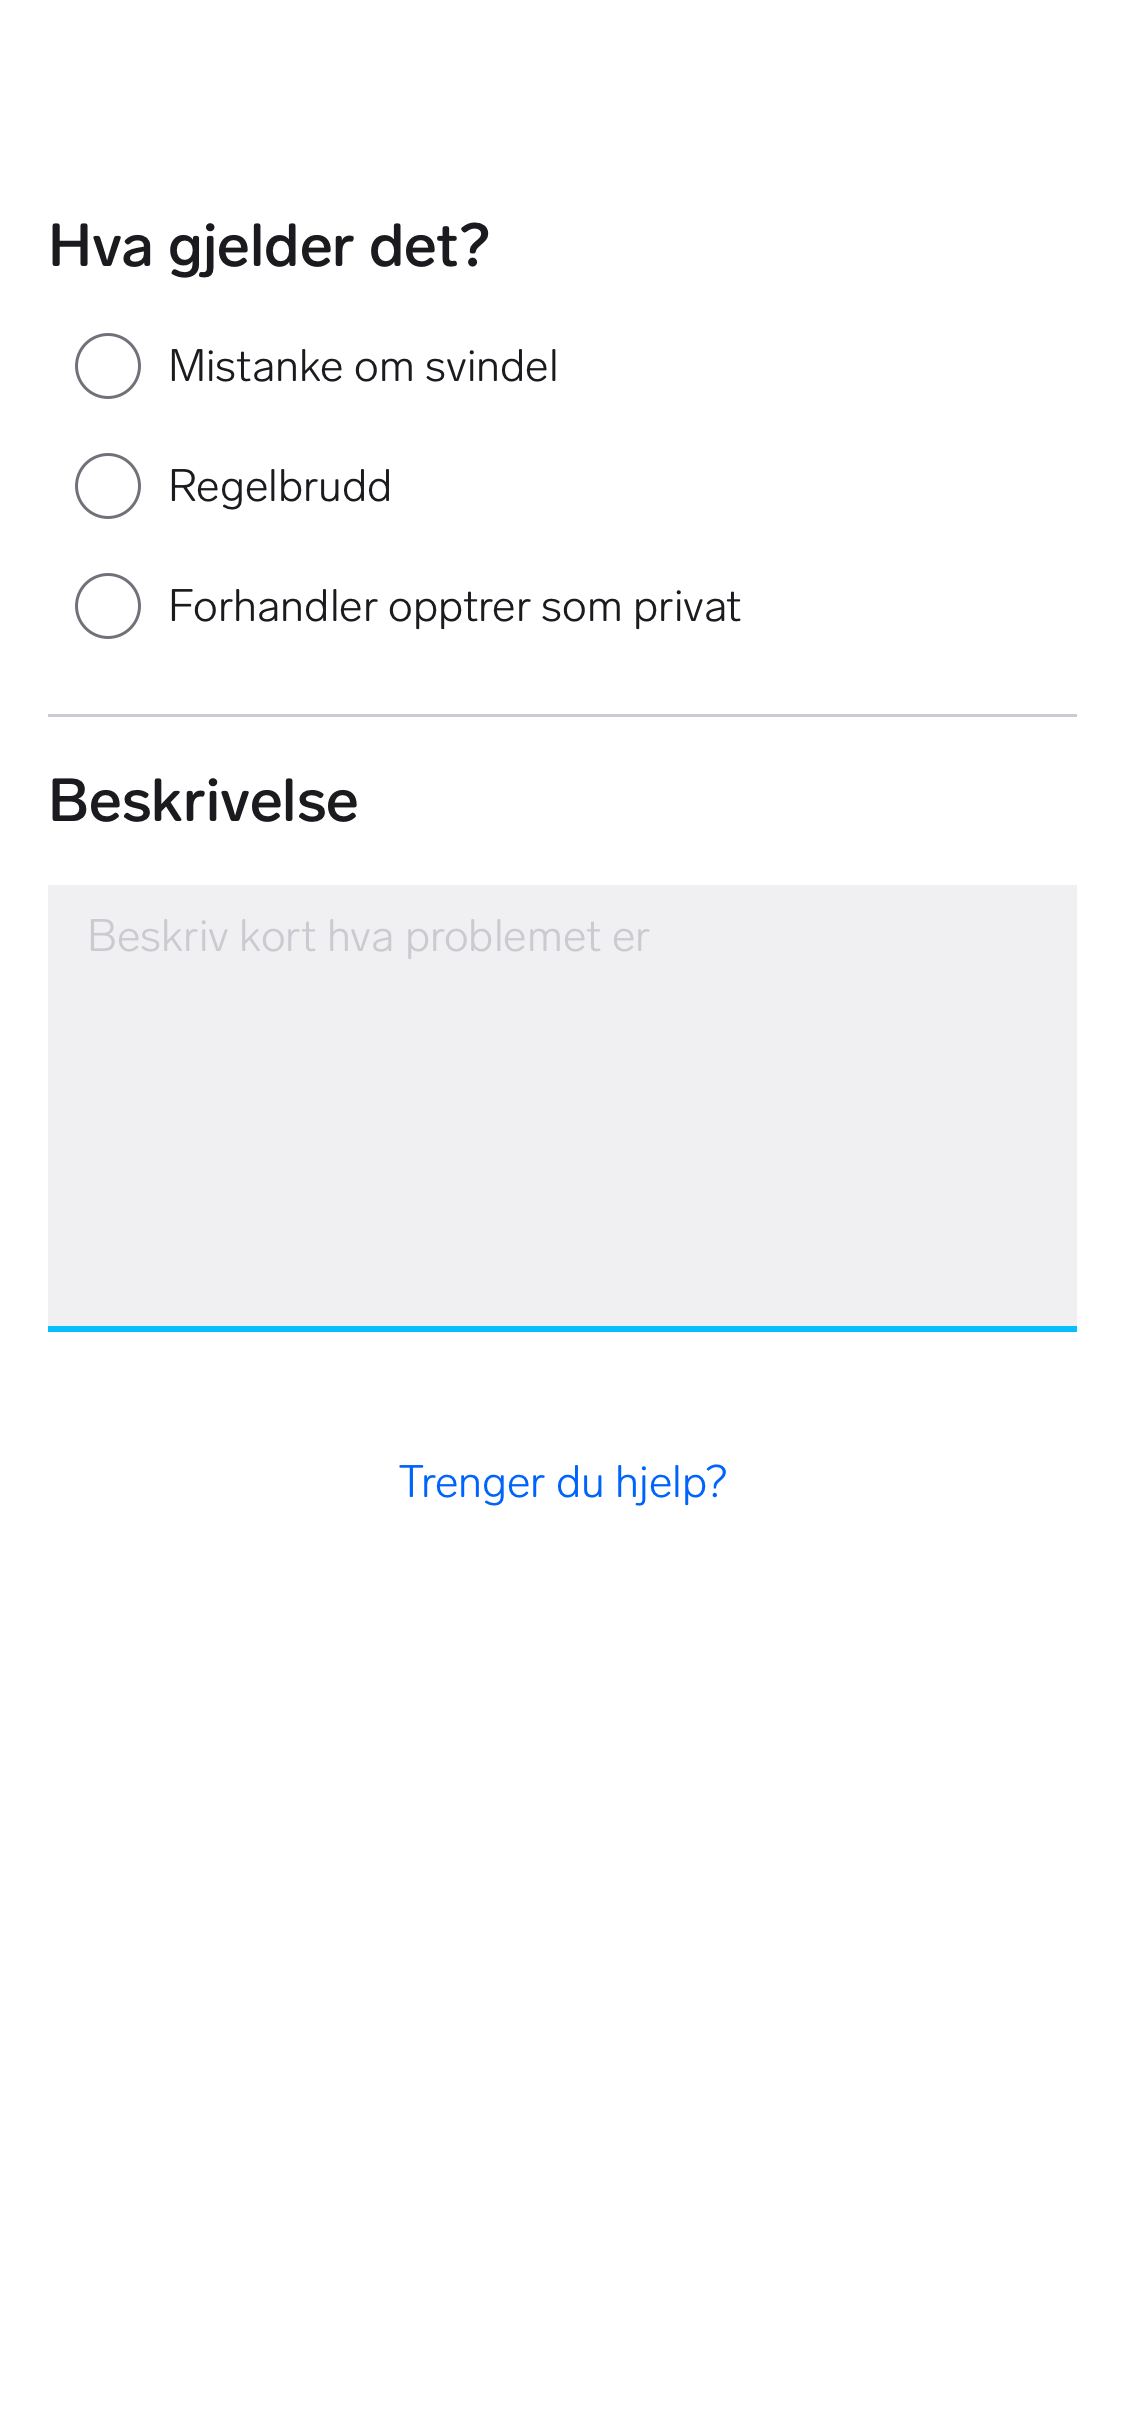 Hva gjelder det?
Mistanke om svindel
Regelbrudd
Forhandler opptrer som privat
Beskrivelse
Beskriv kort hva problemet er
Trenger du hjelp?